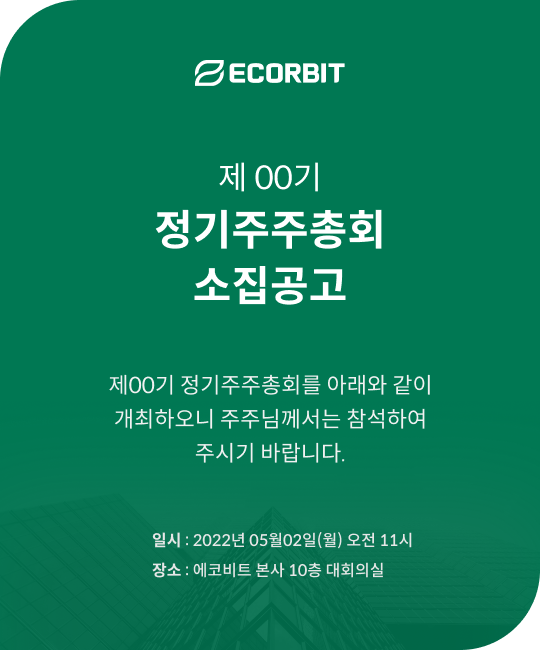 ECORBIT
제 00기
정기주주총회
소집공고
제00기 정기주주총회를 아래와 같이
개최하오니 주주님께서는 참석하여
주시기 바랍니다.
일시 : 2022년 05월02일(월) 오전 11시
장소 : 에코비트 본사 10층 대회의실